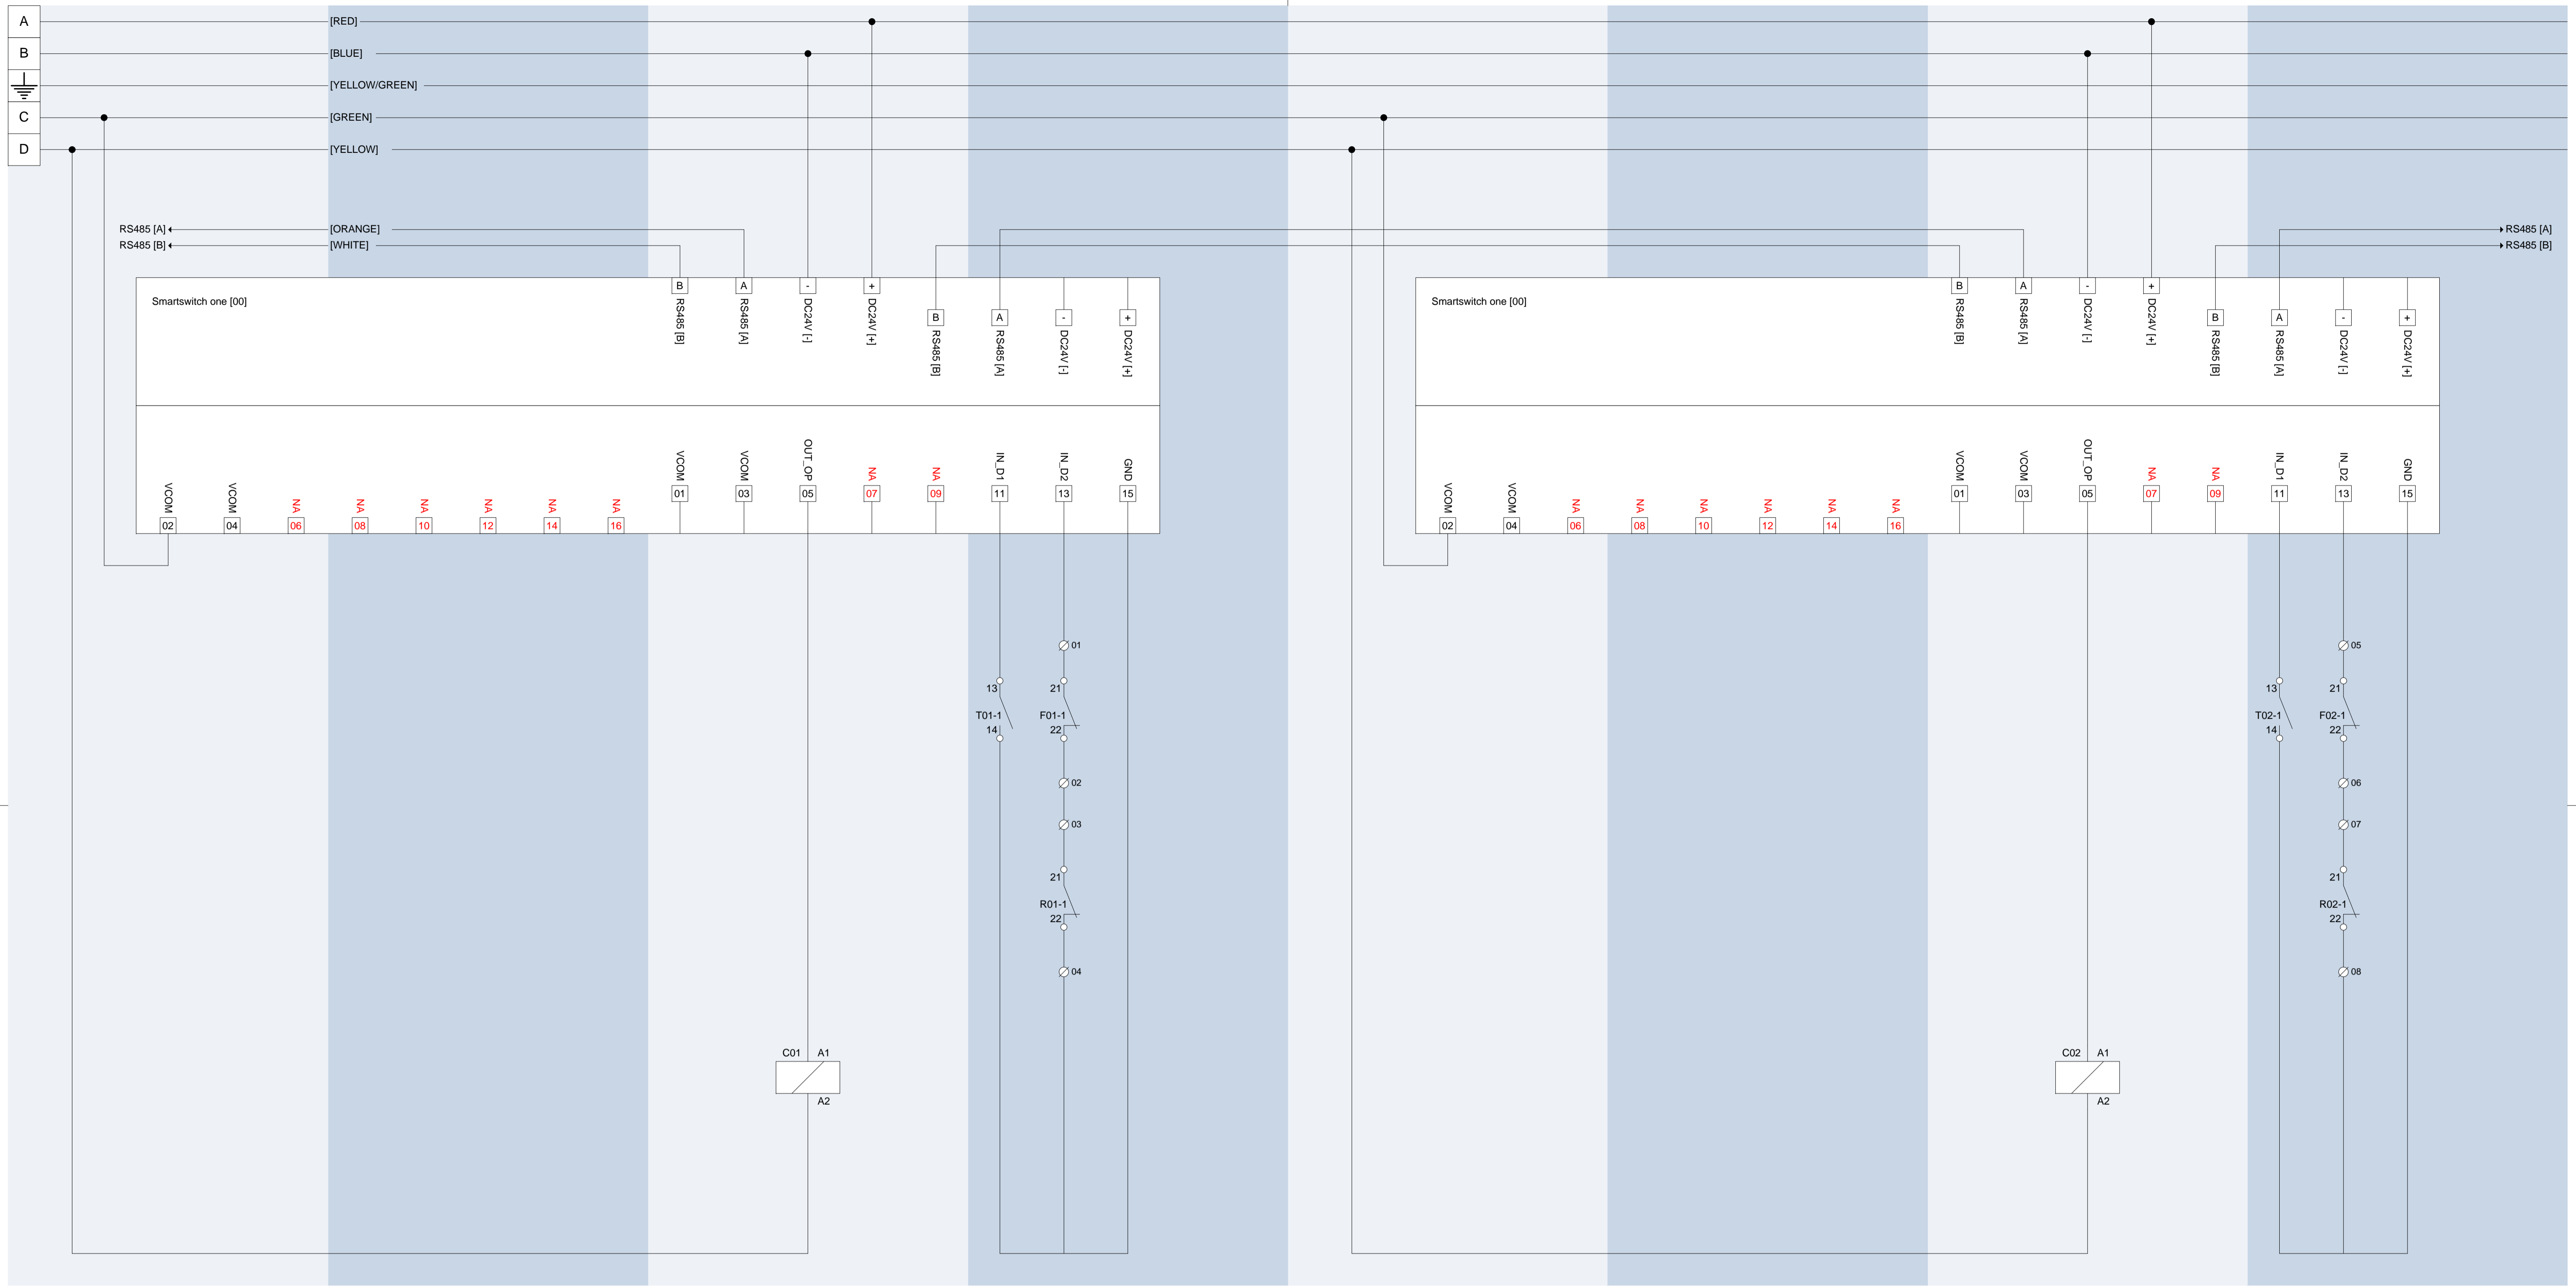 A [RED]
B [BLUE]
[YELLOW/GREEN]
C [GREEN]
D [YELLOW]
RS485 [A] [ORANGE] RS485 [A]
RS485 [B] [WHITE] RS485 [B]
Smartswitch one [00]
B RS485 [B]
A RS485 [A]
- DC24V [-]
+ DC24V [+]
B RS485 [B]
A RS485 [A]
- DC24V [-]
+ DC24V [+]
VCOM 02
VCOM 04
NA 06
NA 08
NA 10
NA 12
NA 14
NA 16
VCOM 01
VCOM 03
OUT_OP 05
NA 07
NA 09
IN_D1 11
IN_D2 13
GND 15
01
13
T01-1
14
21
F01-1
22
02
03
21
R01-1
22
04
C01 A1
A2
Smartswitch one [00]
B RS485 [B]
A RS485 [A]
- DC24V [-]
+ DC24V [+]
B RS485 [B]
A RS485 [A]
- DC24V [-]
+ DC24V [+]
VCOM 02
VCOM 04
NA 06
NA 08
NA 10
NA 12
NA 14
NA 16
VCOM 01
VCOM 03
OUT_OP 05
NA 07
NA 09
IN_D1 11
IN_D2 13
GND 15
05
13
T02-1
14
21
F02-1
22
06
07
21
R02-1
22
08
C02 A1
A2